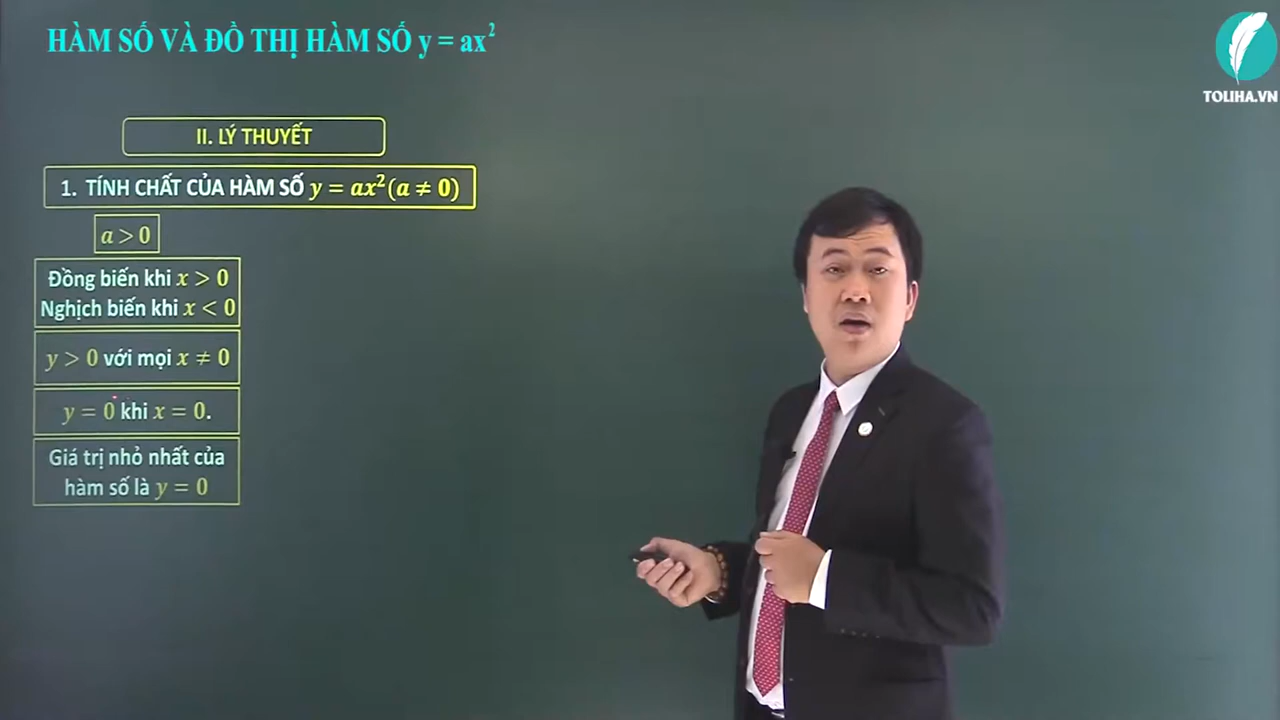 HÀM SỐ VÀ ĐỒ THỊ HÀM SỐ y = ax²
TOLIHA.VN
II. LÝ THUYẾT
1. TÍNH CHẤT CỦA HÀM SỐ y = ax²(a ≠ 0)
a > 0
Đồng biến khi x > 0
Nghịch biến khi x < 0
y > 0 với mọi x ≠ 0
y = 0 khi x = 0.
Giá trị nhỏ nhất của
hàm số là y = 0